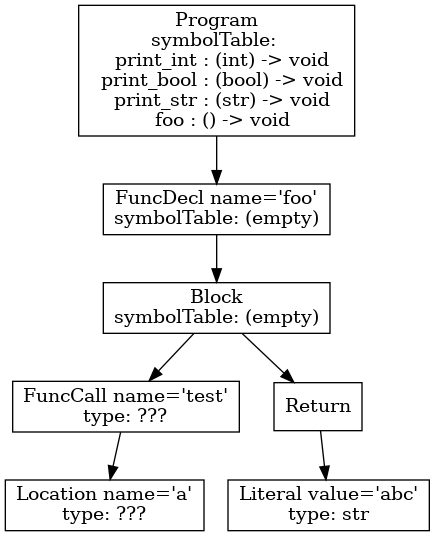 Program
symbolTable:
print_int : (int) -> void
print_bool : (bool) -> void
print_str : (str) -> void
foo : () -> void
FuncDecl name='foo'
symbolTable: (empty)
Block
symbolTable: (empty)
FuncCall name='test'
type: ???
Return
Location name='a'
type: ???
Literal value='abc'
type: str